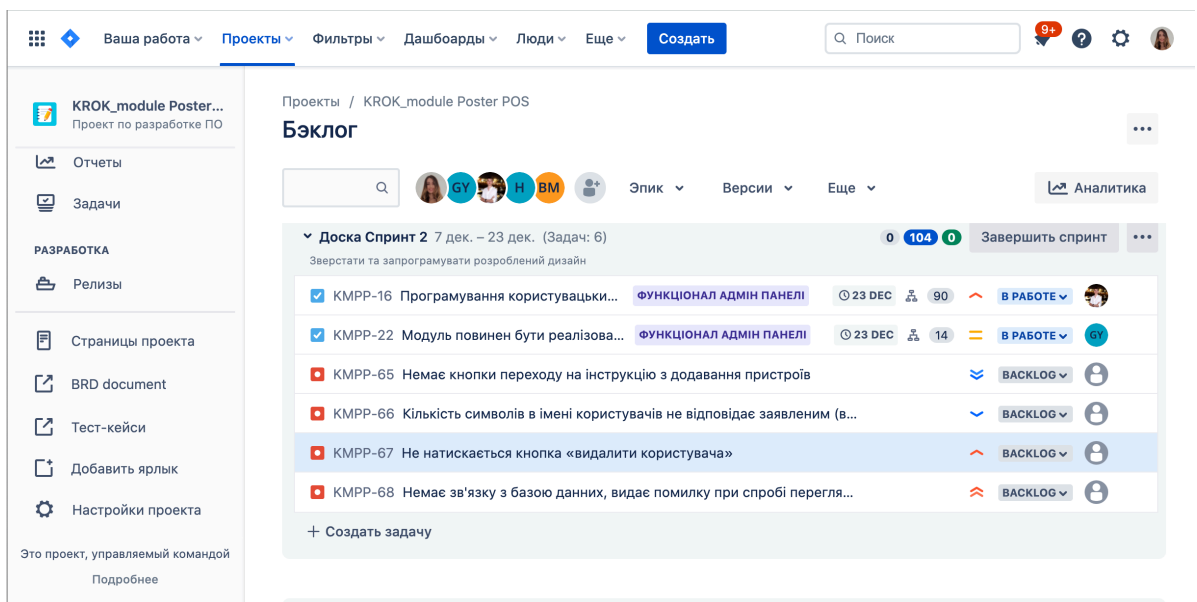 Ваша работа Проекты Фильтры Дашбоарды Люди Еще Создать Поиск 9+
KROK_module Poster...
Проект по разработке ПО
Отчеты
Задачи
РАЗРАБОТКА
Релизы
Страницы проекта
BRD document
Тест-кейси
Добавить ярлык
Настройки проекта
Это проект, управляемый командой
Подробнее
Проекты / KROK_module Poster POS
Бэклог
GY H BM Эпик Версии Еще Аналитика
Доска Спринт 2 7 дек. – 23 дек. (Задач: 6) 0 104 0 Завершить спринт
Зверстати та запрограмувати розроблений дизайн
KMPP-16 Програмування користувацьки... ФУНКЦІОНАЛ АДМІН ПАНЕЛІ 23 DEC 90 В РАБОТЕ
KMPP-22 Модуль повинен бути реалізова... ФУНКЦІОНАЛ АДМІН ПАНЕЛІ 23 DEC 14 В РАБОТЕ GY
KMPP-65 Немає кнопки переходу на інструкцію з додавання пристроїв BACKLOG
KMPP-66 Кількість символів в імені користувачів не відповідає заявленим (в... BACKLOG
KMPP-67 Не натискається кнопка «видалити користувача» BACKLOG
KMPP-68 Немає зв'язку з базою данних, видає помилку при спробі перегля... BACKLOG
+ Создать задачу